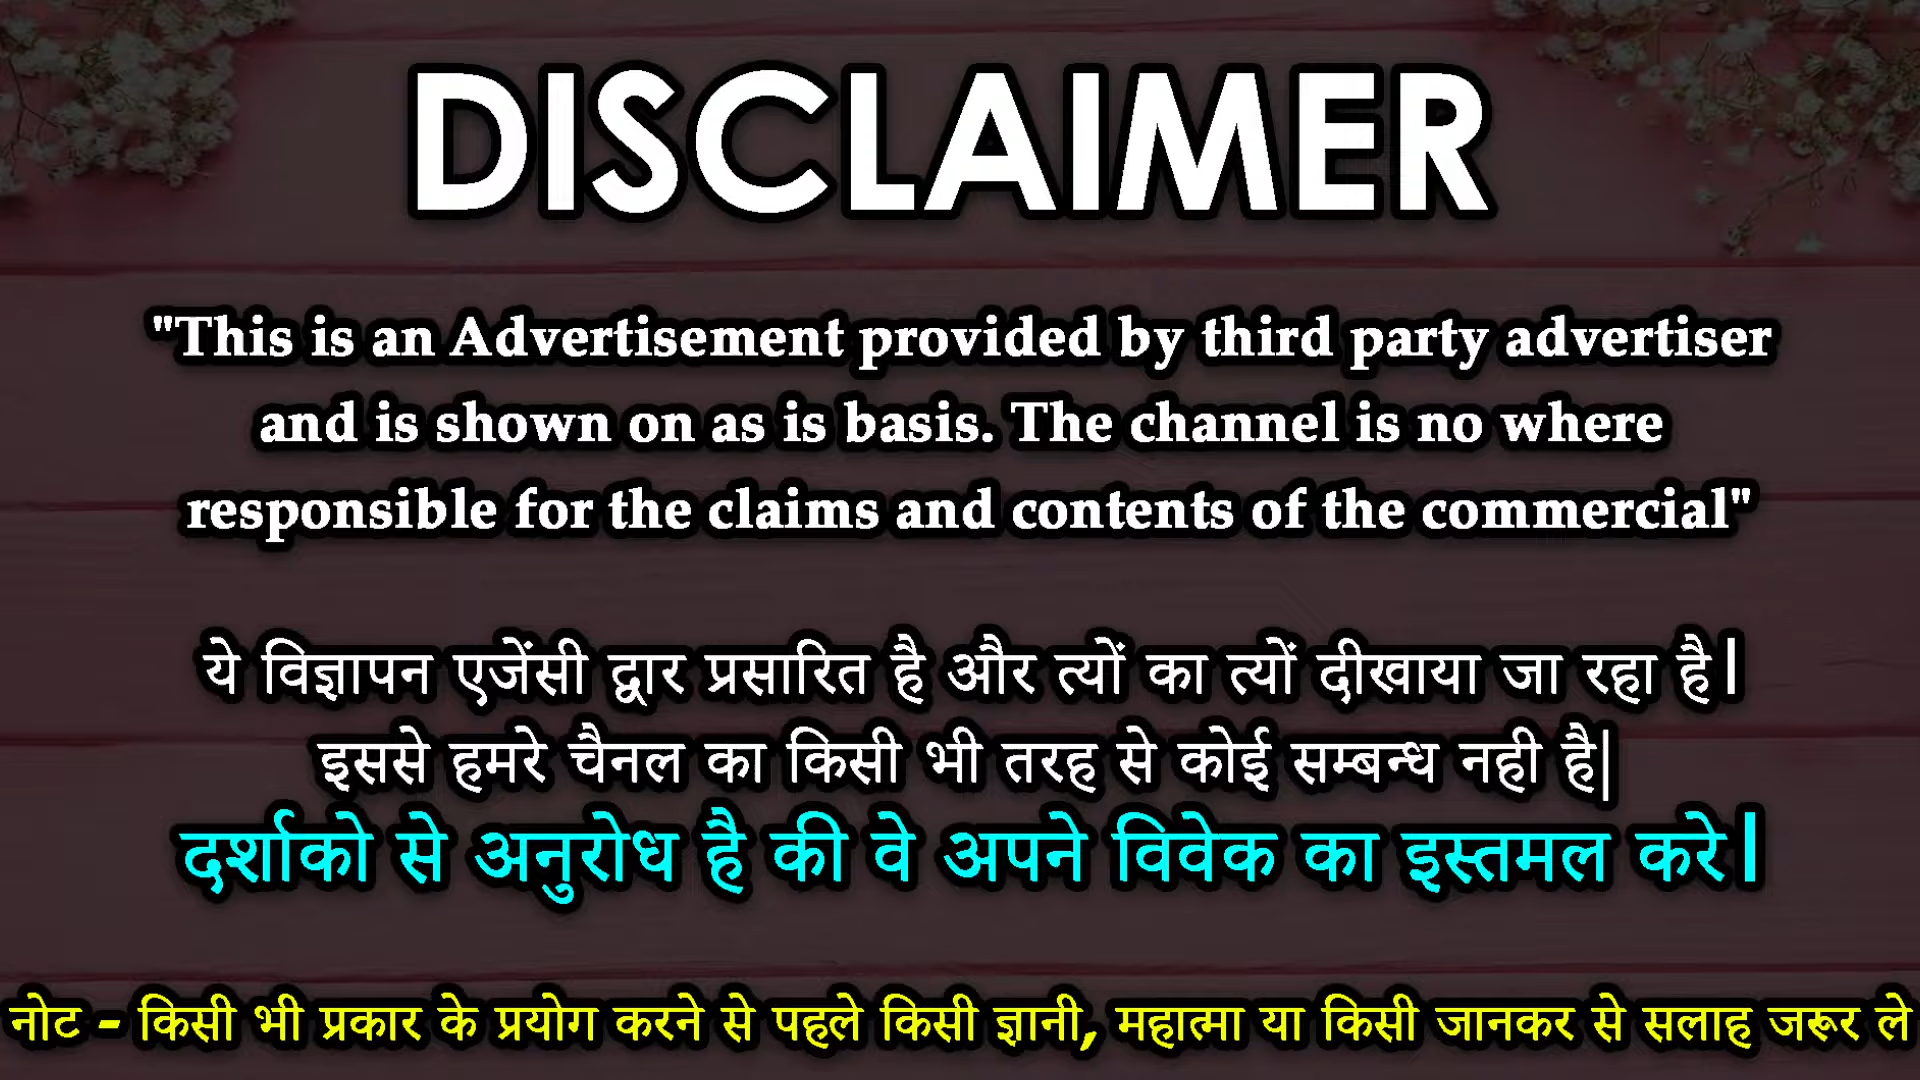 DISCLAIMER
"This is an Advertisement provided by third party advertiser
and is shown on as is basis. The channel is no where
responsible for the claims and contents of the commercial"
ये विज्ञापन एजेंसी द्वार प्रसारित है और त्यों का त्यों दीखाया जा रहा है।
इससे हमरे चैनल का किसी भी तरह से कोई सम्बन्ध नही है|
दर्शाको से अनुरोध है की वे अपने विवेक का इस्तमल करे।
नोट - किसी भी प्रकार के प्रयोग करने से पहले किसी ज्ञानी, महात्मा या किसी जानकर से सलाह जरूर ले